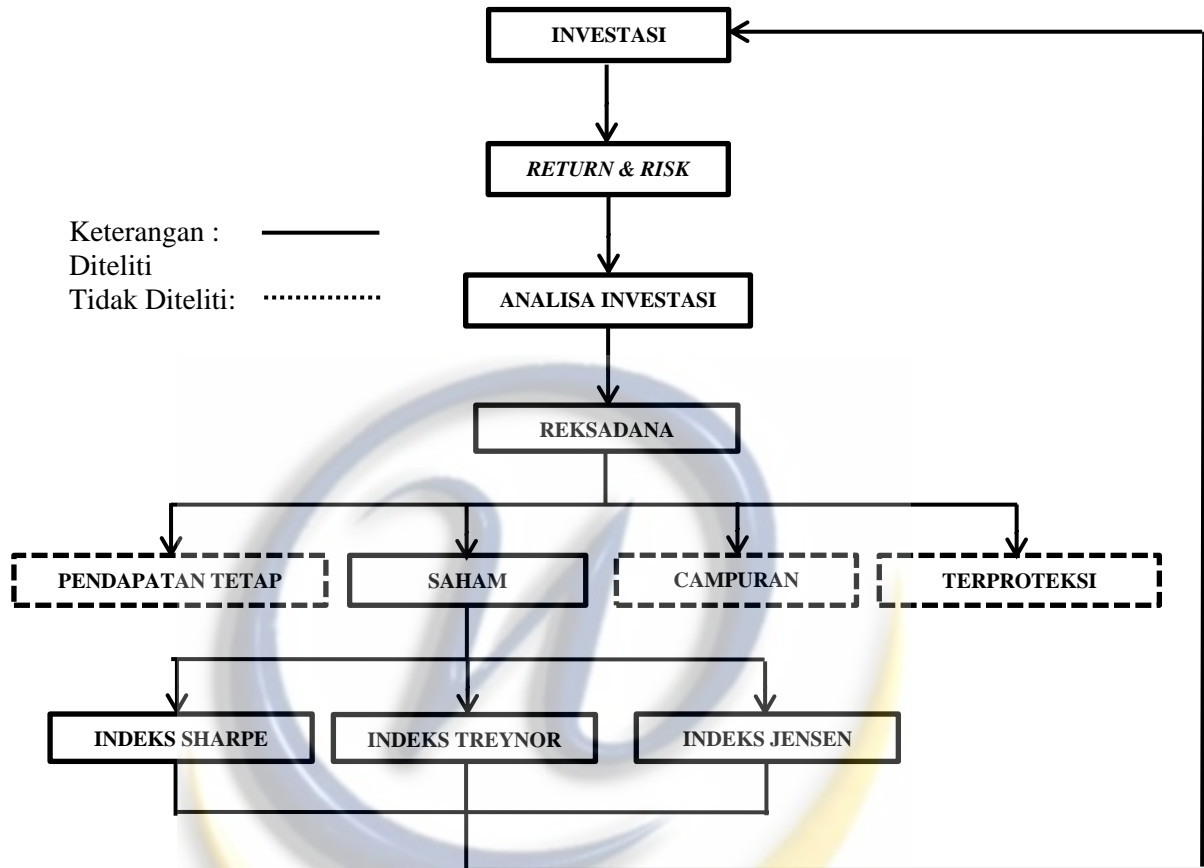 INVESTASI
RETURN & RISK
Keterangan :
Diteliti
Tidak Diteliti:
ANALISA INVESTASI
REKSADANA
PENDAPATAN TETAP
SAHAM
CAMPURAN
TERPROTEKSI
INDEKS SHARPE
INDEKS TREYNOR
INDEKS JENSEN